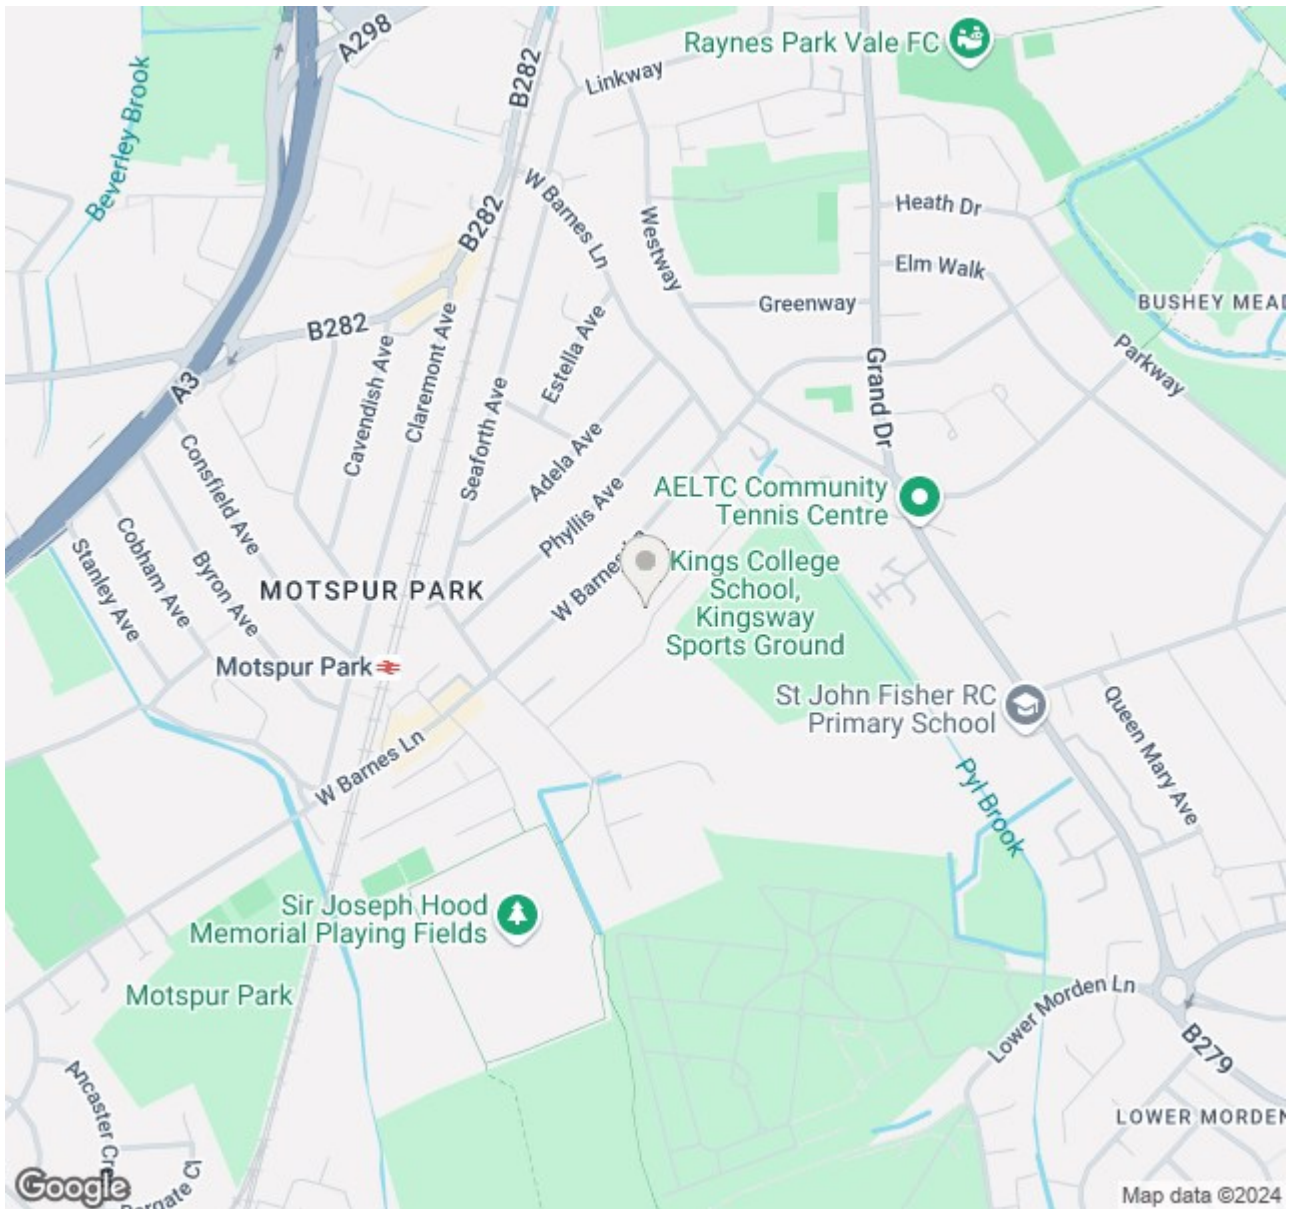 A298
Raynes Park Vale FC
B282
Linkway
Beverley Brook
W Barnes Ln
Westway
Heath Dr
B282
Elm Walk
Greenway
BUSHEY MEAD
B282
Parkway
A3
Cavendish Ave
Claremont Ave
Estella Ave
Grand Dr
Seaforth Ave
Consfield Ave
Adela Ave
AELTC Community
Tennis Centre
Phyllis Ave
Cobham Ave
Stanley Ave
Byron Ave
W Barnes Ln
MOTSPUR PARK
Kings College
School,
Kingsway
Sports Ground
Motspur Park
St John Fisher RC
Primary School
Queen Mary Ave
W Barnes Ln
Pyl Brook
Sir Joseph Hood
Memorial Playing Fields
Motspur Park
Lower Morden Ln
B279
Ancaster Cre
LOWER MORDEN
Google
Map data ©2024